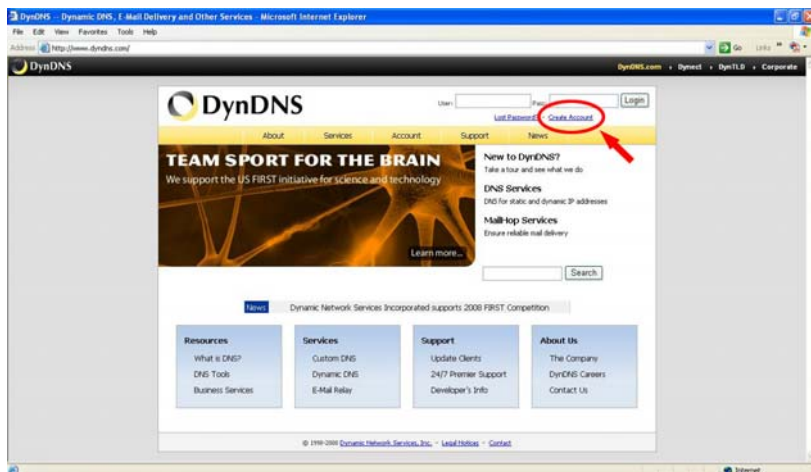 DynDNS -- Dynamic DNS, E-Mail Delivery and Other Services - Microsoft Internet Explorer
File Edit View Favorites Tools Help
Address http://www.dyndns.com/ Go Links
DynDNS DynDNS.com Dynect DynTLD Corporate
DynDNS User: Pass: Login
Lost Password? - Create Account
About Services Account Support News
TEAM SPORT FOR THE BRAIN
We support the US FIRST initiative for science and technology
Learn more...
New to DynDNS?
Take a tour and see what we do
DNS Services
DNS for static and dynamic IP addresses
MailHop Services
Ensure reliable mail delivery
Search
News Dynamic Network Services Incorporated supports 2008 FIRST Competition
Resources Services Support About Us
What is DNS? Custom DNS Update Clients The Company
DNS Tools Dynamic DNS 24/7 Premier Support DynDNS Careers
Business Services E-Mail Relay Developer's Info Contact Us
© 1998-2008 Dynamic Network Services, Inc. - Legal Notices - Contact
Internet